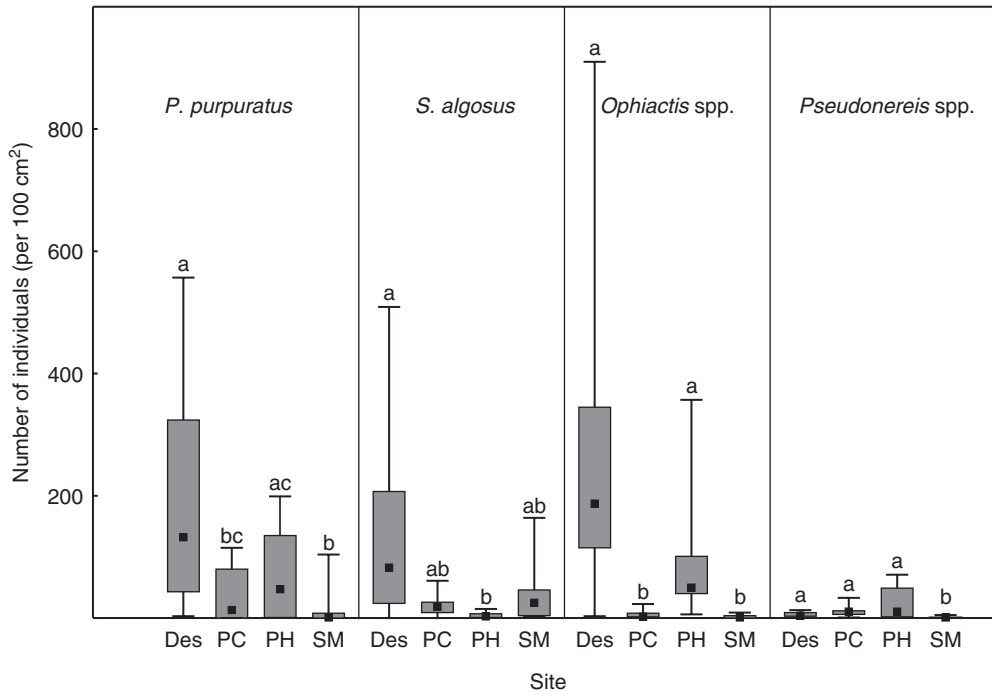 Number of individuals (per 100 cm²)
800
600
400
200
P. purpuratus
S. algosus
Ophiactis spp.
Pseudonereis spp.
a
bc
ac
b
a
ab
b
ab
a
b
a
b
a
a
a
b
Des PC PH SM Des PC PH SM Des PC PH SM Des PC PH SM
Site